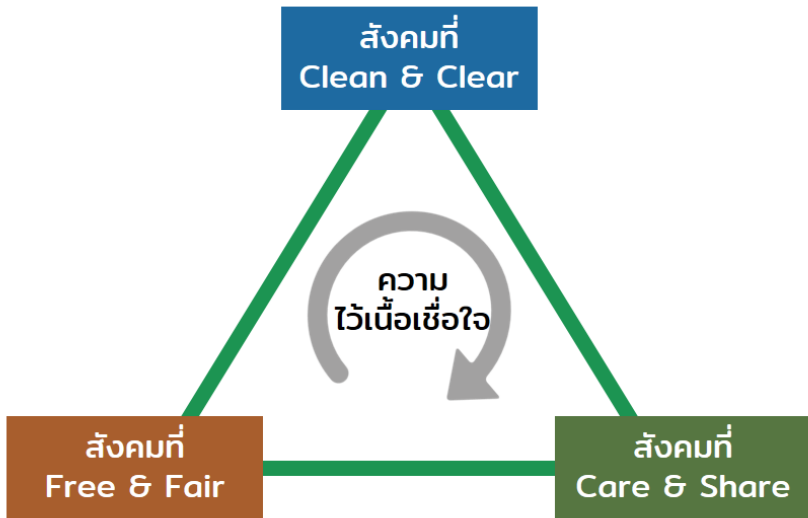 สังคมที่
Clean & Clear
ความ
ไว้เนื้อเชื่อใจ
สังคมที่
Free & Fair
สังคมที่
Care & Share